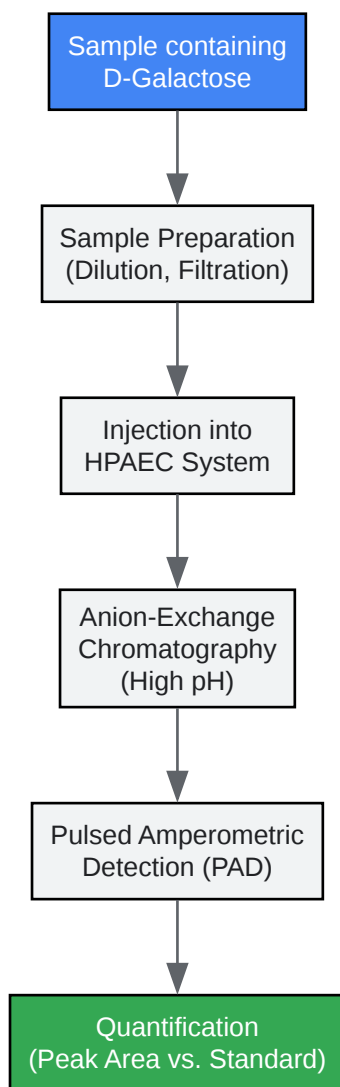 Sample containing
D-Galactose
Sample Preparation
(Dilution, Filtration)
Injection into
HPAEC System
Anion-Exchange
Chromatography
(High pH)
Pulsed Amperometric
Detection (PAD)
Quantification
(Peak Area vs. Standard)